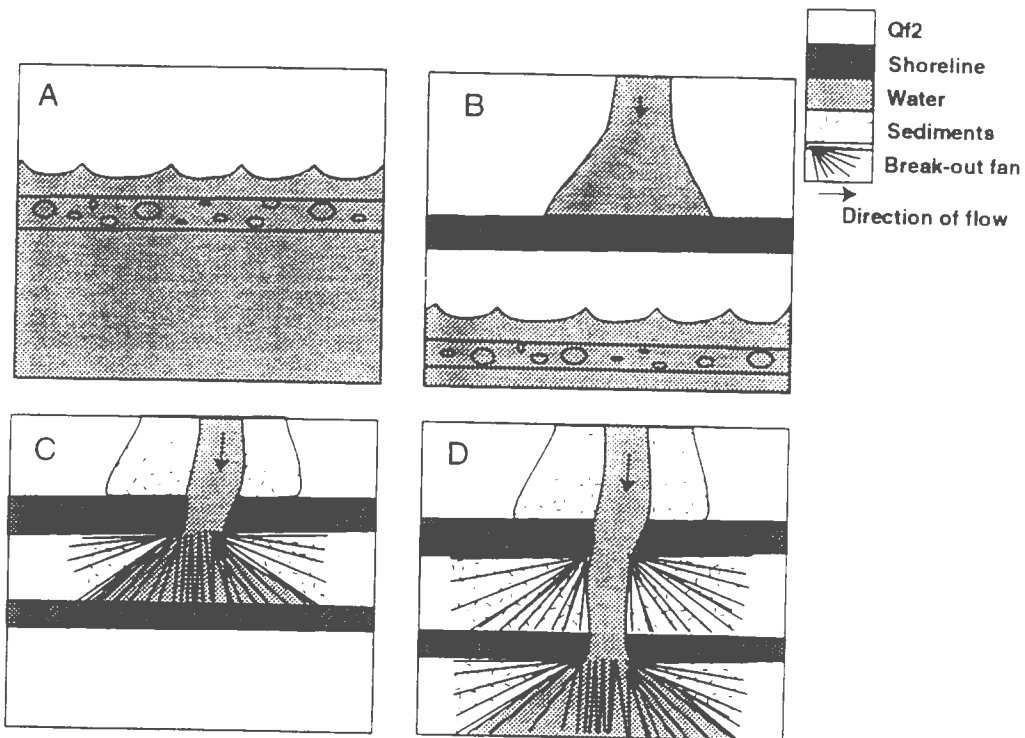 A
B
Qf2
Shoreline
Water
Sediments
Break-out fan
Direction of flow
C
D